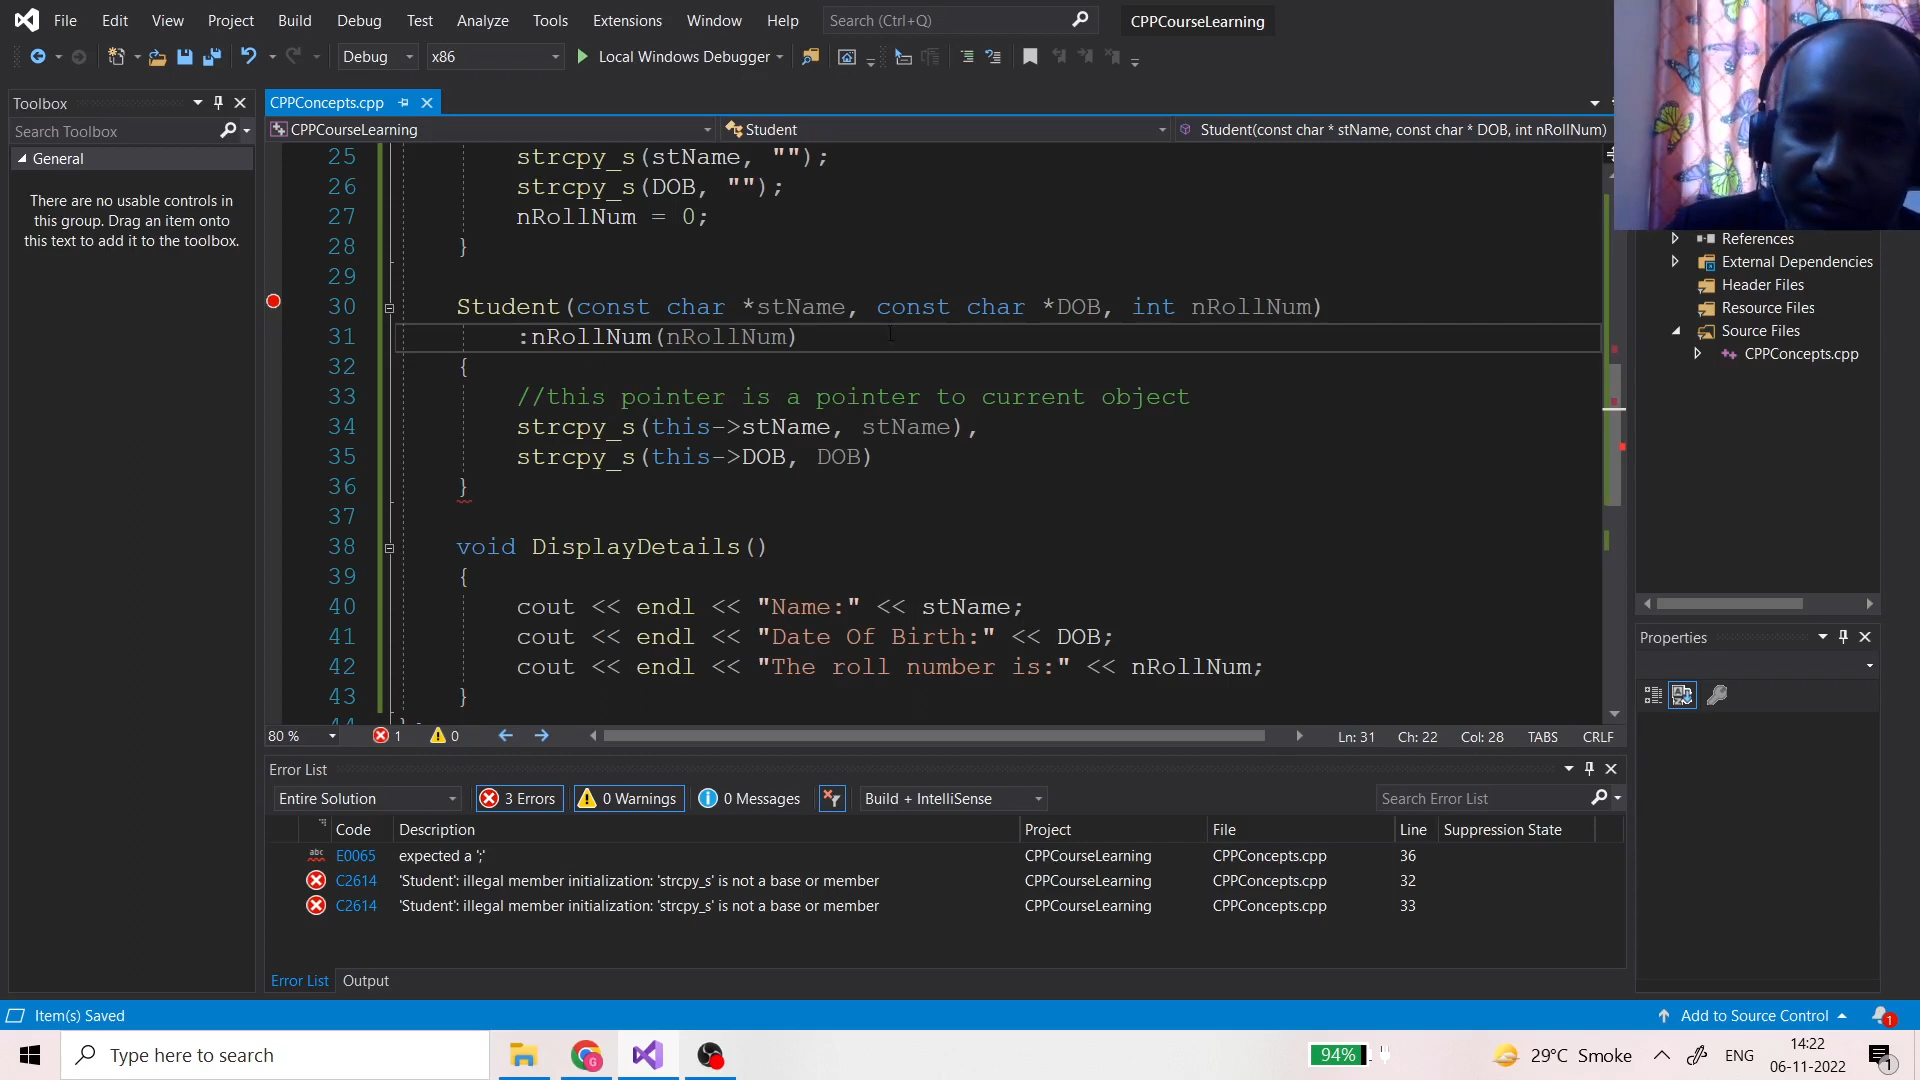 File Edit View Project Build Debug Test Analyze Tools Extensions Window Help Search (Ctrl+Q) CPPCourseLearning
Debug x86 Local Windows Debugger
Toolbox
Search Toolbox
General
There are no usable controls in
this group. Drag an item onto
this text to add it to the toolbox.
CPPConcepts.cpp
CPPCourseLearning Student Student(const char * stName, const char * DOB, int nRollNum)
25 strcpy_s(stName, "");
26 strcpy_s(DOB, "");
27 nRollNum = 0;
28 }
29
30 Student(const char *stName, const char *DOB, int nRollNum)
31 :nRollNum(nRollNum)
32 {
33 //this pointer is a pointer to current object
34 strcpy_s(this->stName, stName),
35 strcpy_s(this->DOB, DOB)
36 }
37
38 void DisplayDetails()
39 {
40 cout << endl << "Name:" << stName;
41 cout << endl << "Date Of Birth:" << DOB;
42 cout << endl << "The roll number is:" << nRollNum;
43 }
80 % 1 0 Ln: 31 Ch: 22 Col: 28 TABS CRLF
References
External Dependencies
Header Files
Resource Files
Source Files
CPPConcepts.cpp
Properties
Error List
Entire Solution 3 Errors 0 Warnings 0 Messages Build + IntelliSense Search Error List
Code Description Project File Line Suppression State
abc E0065 expected a ';' CPPCourseLearning CPPConcepts.cpp 36
C2614 'Student': illegal member initialization: 'strcpy_s' is not a base or member CPPCourseLearning CPPConcepts.cpp 32
C2614 'Student': illegal member initialization: 'strcpy_s' is not a base or member CPPCourseLearning CPPConcepts.cpp 33
Error List Output
Item(s) Saved Add to Source Control 1
Type here to search G 94% 29°C Smoke ENG 14:22
06-11-2022 1